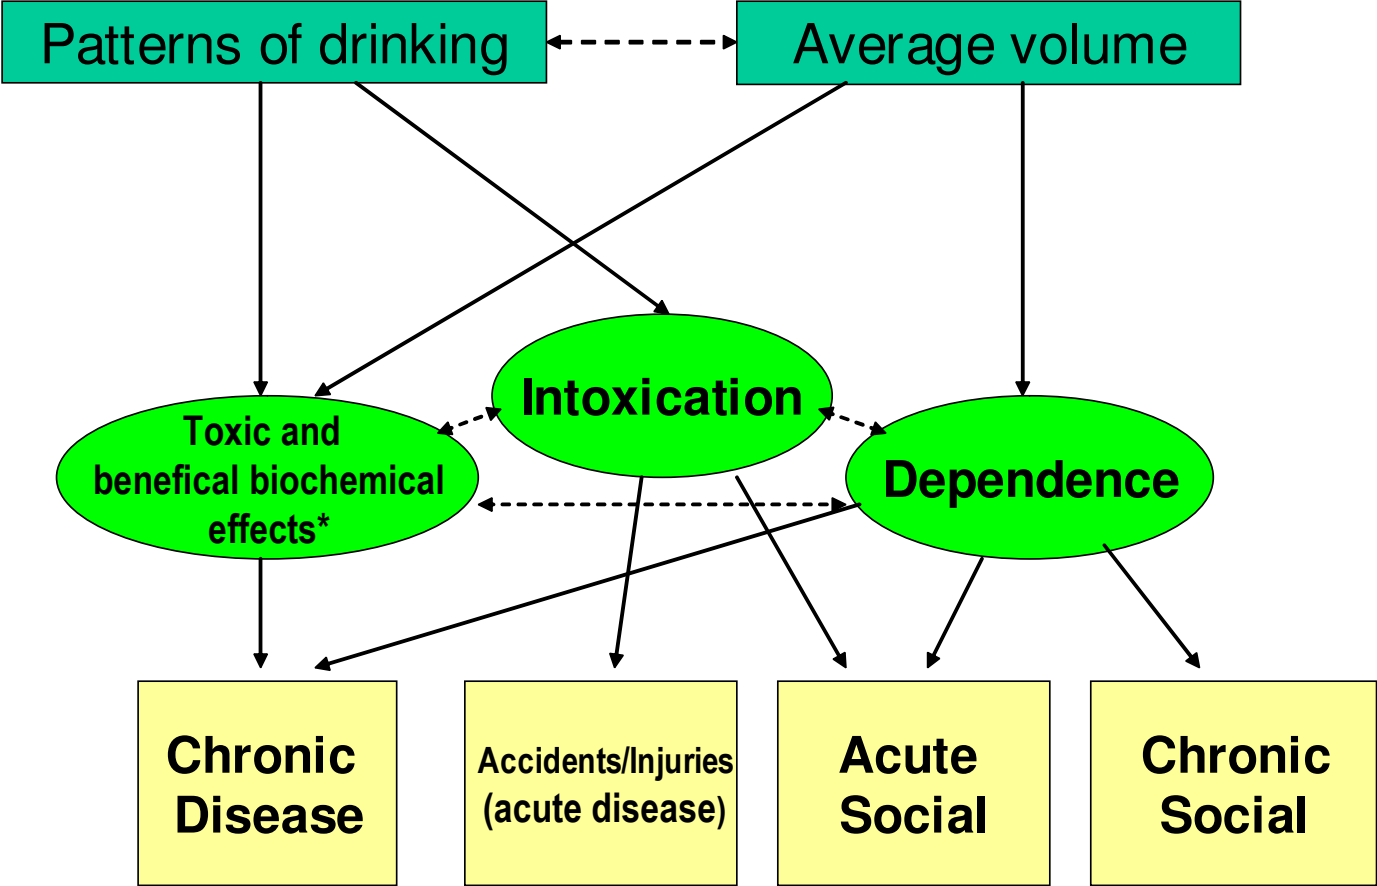 Patterns of drinking
Average volume
Intoxication
Toxic and
benefical biochemical
effects*
Dependence
Chronic
Disease
Accidents/Injuries
(acute disease)
Acute
Social
Chronic
Social